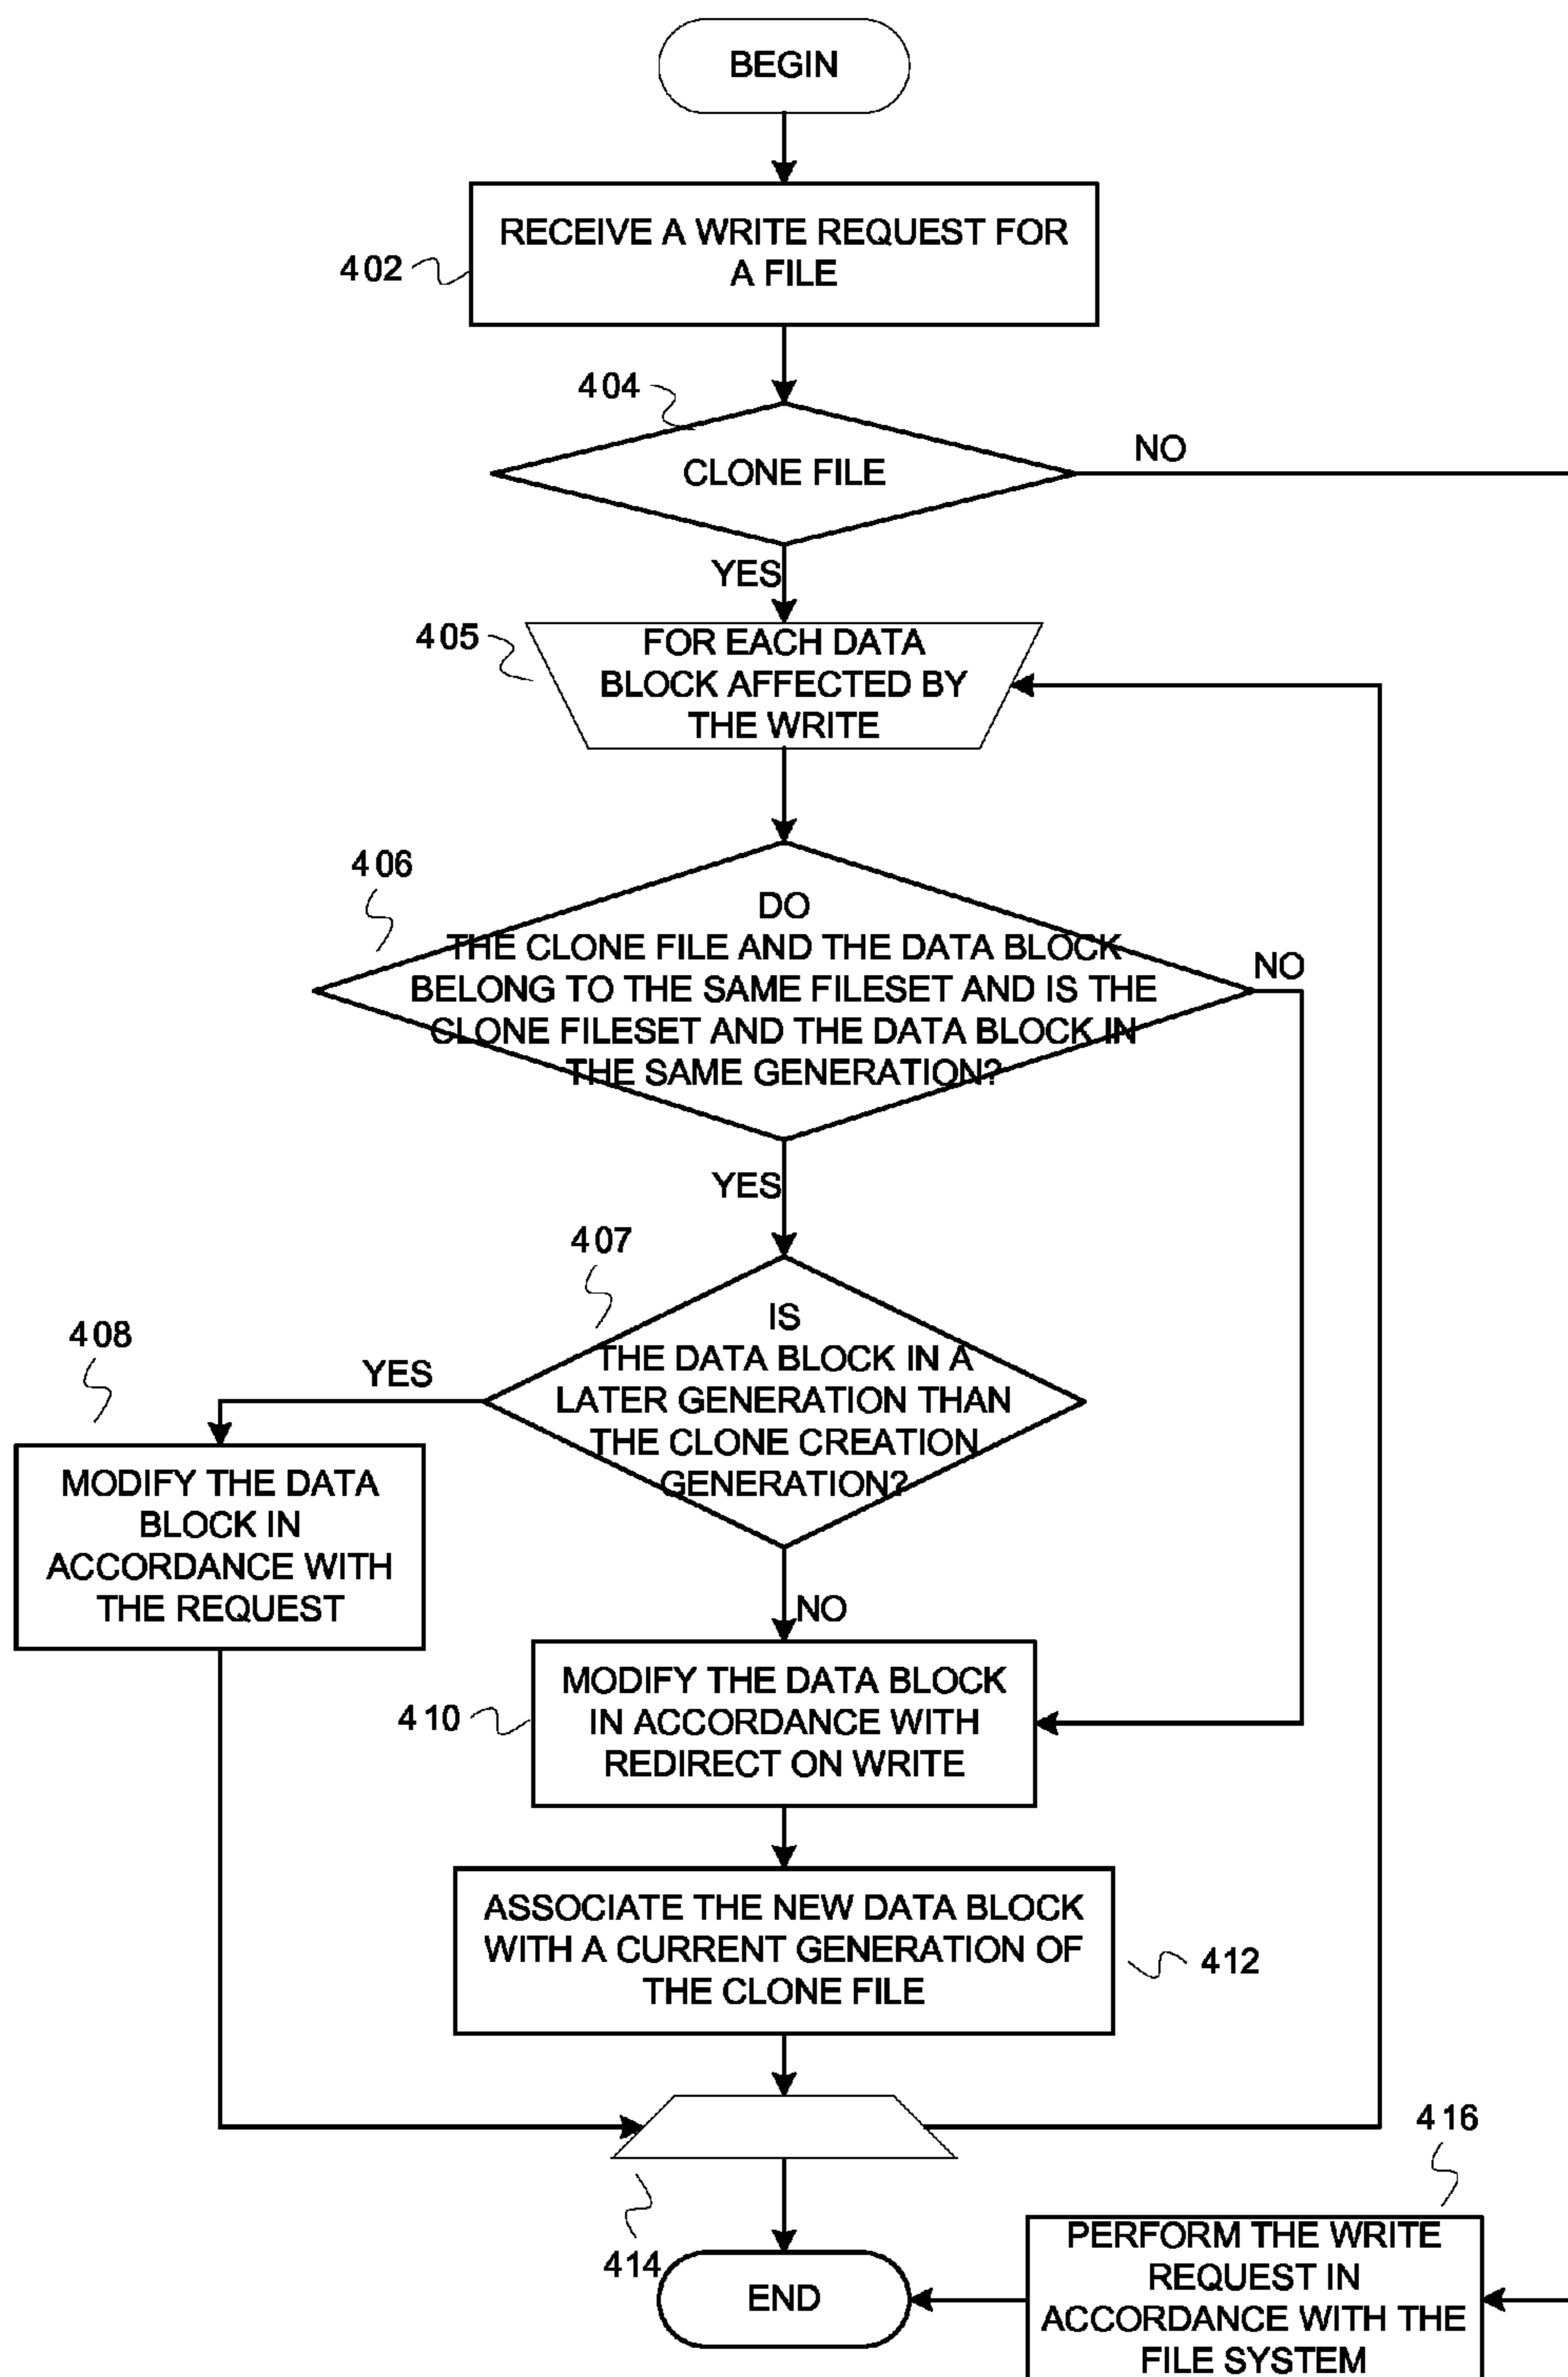 BEGIN
RECEIVE A WRITE REQUEST FOR
A FILE
402
404
CLONE FILE
NO
YES
405
FOR EACH DATA
BLOCK AFFECTED BY
THE WRITE
406
DO
THE CLONE FILE AND THE DATA BLOCK
BELONG TO THE SAME FILESET AND IS THE
CLONE FILESET AND THE DATA BLOCK IN
THE SAME GENERATION?
NO
YES
407
IS
THE DATA BLOCK IN A
LATER GENERATION THAN
THE CLONE CREATION
GENERATION?
YES
408
MODIFY THE DATA
BLOCK IN
ACCORDANCE WITH
THE REQUEST
NO
MODIFY THE DATA BLOCK
IN ACCORDANCE WITH
REDIRECT ON WRITE
410
ASSOCIATE THE NEW DATA BLOCK
WITH A CURRENT GENERATION OF
THE CLONE FILE
412
414
416
PERFORM THE WRITE
REQUEST IN
ACCORDANCE WITH THE
FILE SYSTEM
END